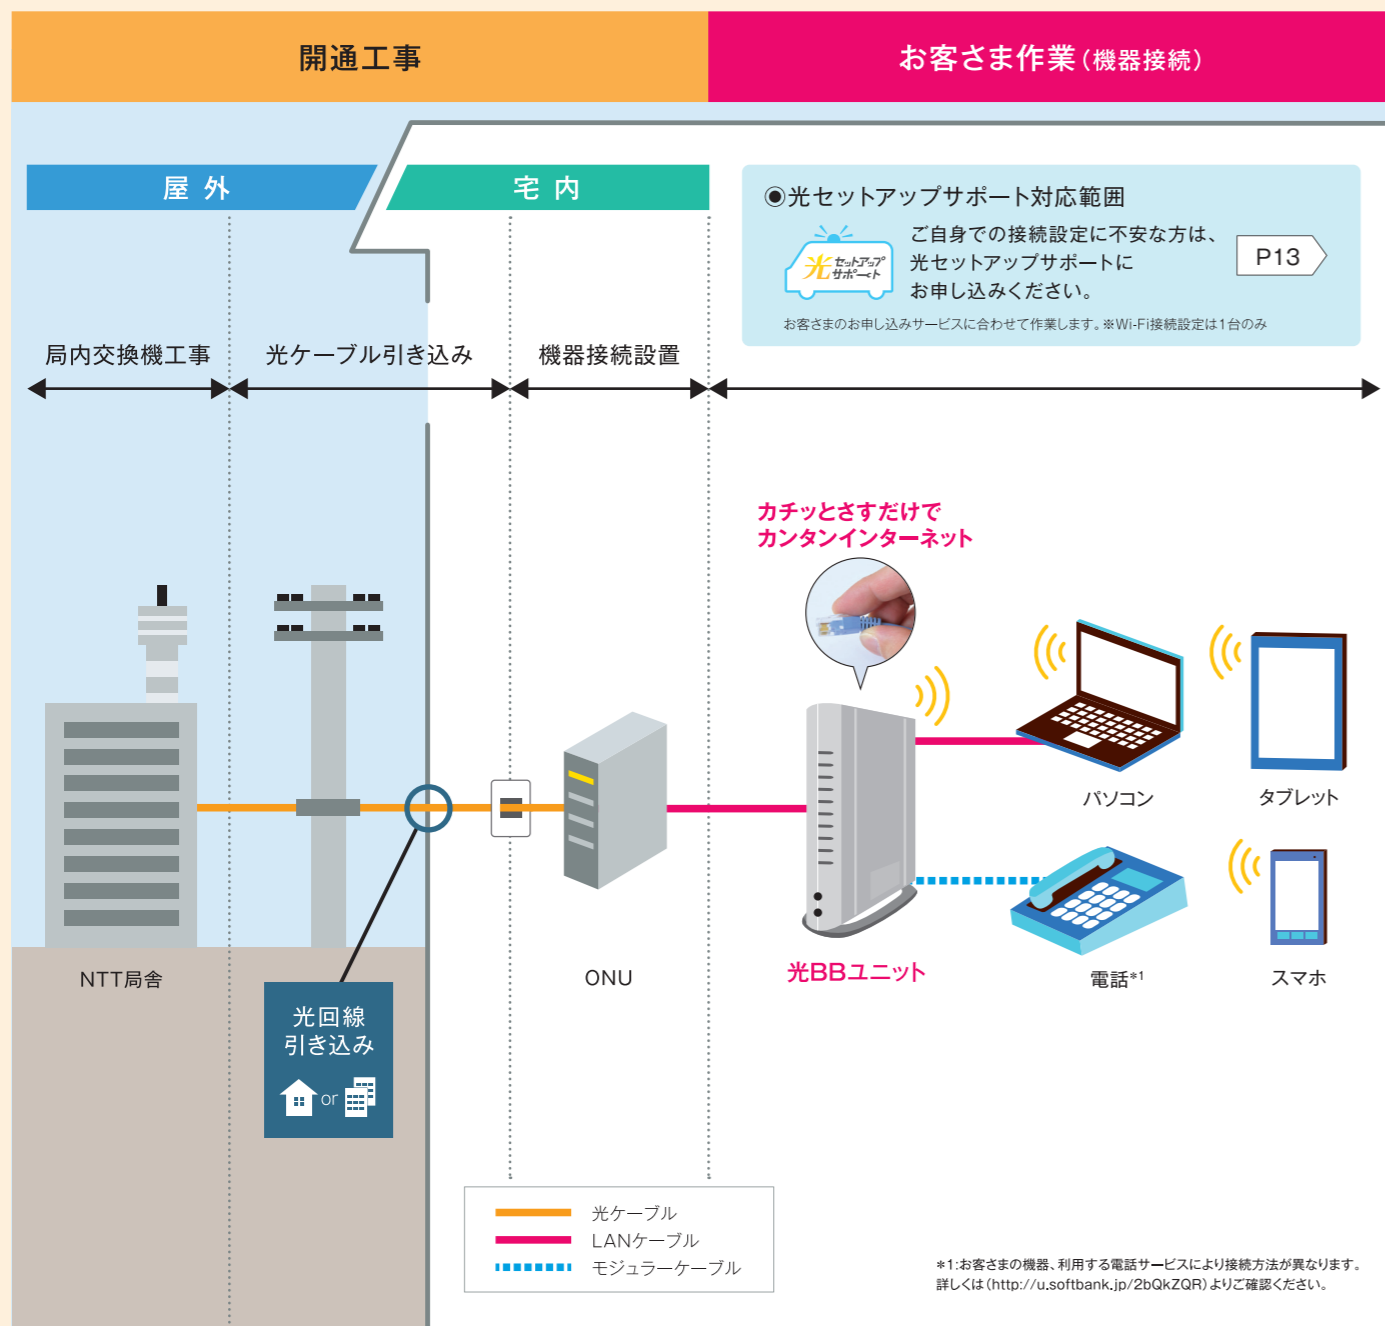 開通工事
お客さま作業(機器接続)
屋外
宅内
◉光セットアップサポート対応範囲
光セットアップ
サポート
ご自身での接続設定に不安な方は、
光セットアップサポートに
お申し込みください。
P13
お客さまのお申し込みサービスに合わせて作業します。※Wi-Fi接続設定は1台のみ
局内交換機工事
光ケーブル引き込み
機器接続設置
カチッとさすだけで
カンタンインターネット
パソコン
タブレット
NTT局舎
ONU
光BBユニット
電話*1
スマホ
光回線
引き込み
or
光ケーブル
LANケーブル
モジュラーケーブル
*1:お客さまの機器、利用する電話サービスにより接続方法が異なります。
詳しくは(http://u.softbank.jp/2bQkZQR)よりご確認ください。